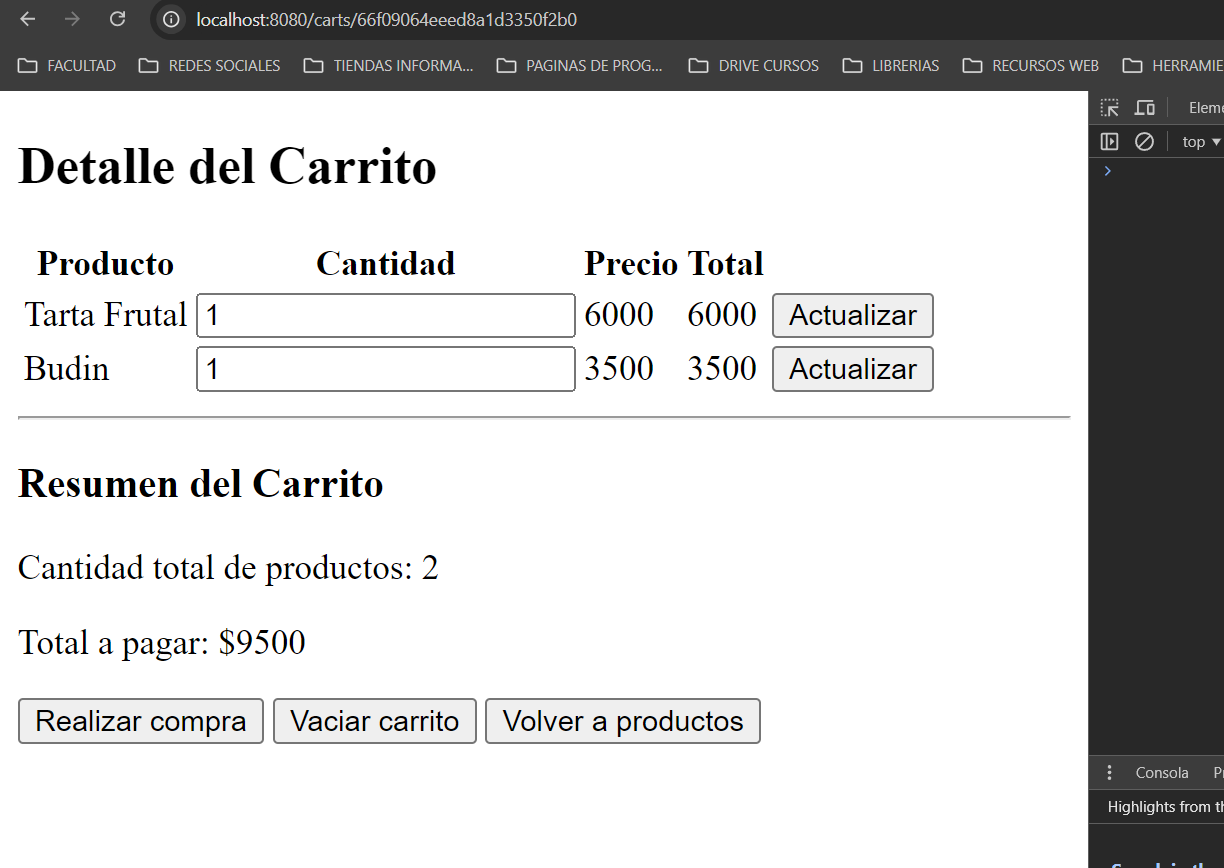 localhost:8080/carts/66f09064eeed8a1d3350f2b0
FACULTAD REDES SOCIALES TIENDAS INFORMA... PAGINAS DE PROG... DRIVE CURSOS LIBRERIAS RECURSOS WEB HERRAMIE
Eleme
top
Detalle del Carrito
Producto Cantidad Precio Total
Tarta Frutal 1 6000 6000 Actualizar
Budin 1 3500 3500 Actualizar
Resumen del Carrito
Cantidad total de productos: 2
Total a pagar: $9500
Realizar compra Vaciar carrito Volver a productos
Consola
Highlights from th